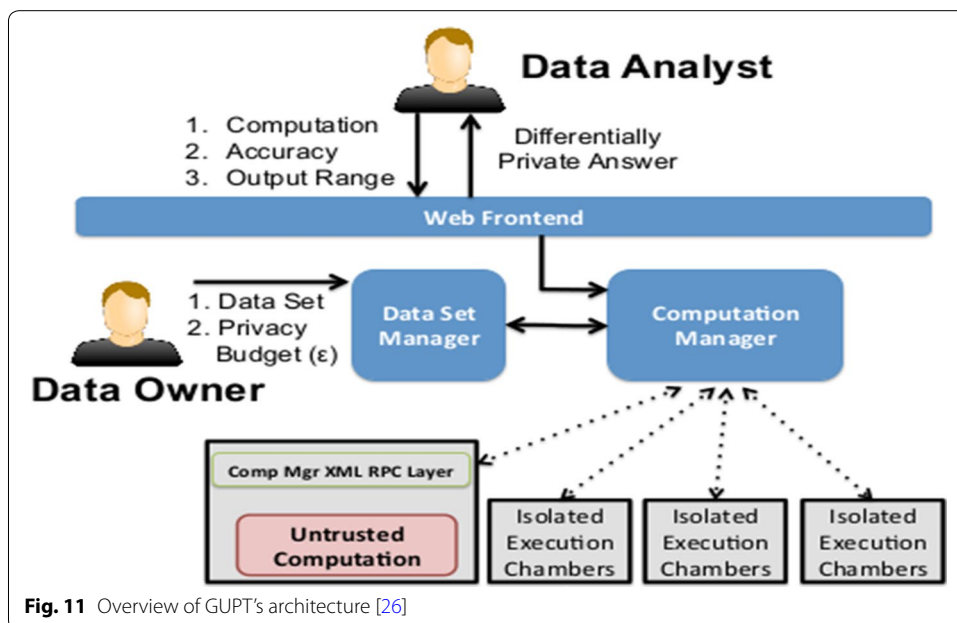 Data Analyst
1. Computation
2. Accuracy
3. Output Range
Differentially
Private Answer
Web Frontend
1. Data Set
2. Privacy
Budget (ε)
Data Owner
Data Set
Manager
Computation
Manager
Comp Mgr XML RPC Layer
Untrusted
Computation
Isolated
Execution
Chambers
Isolated
Execution
Chambers
Isolated
Execution
Chambers
Fig. 11 Overview of GUPT's architecture [26]